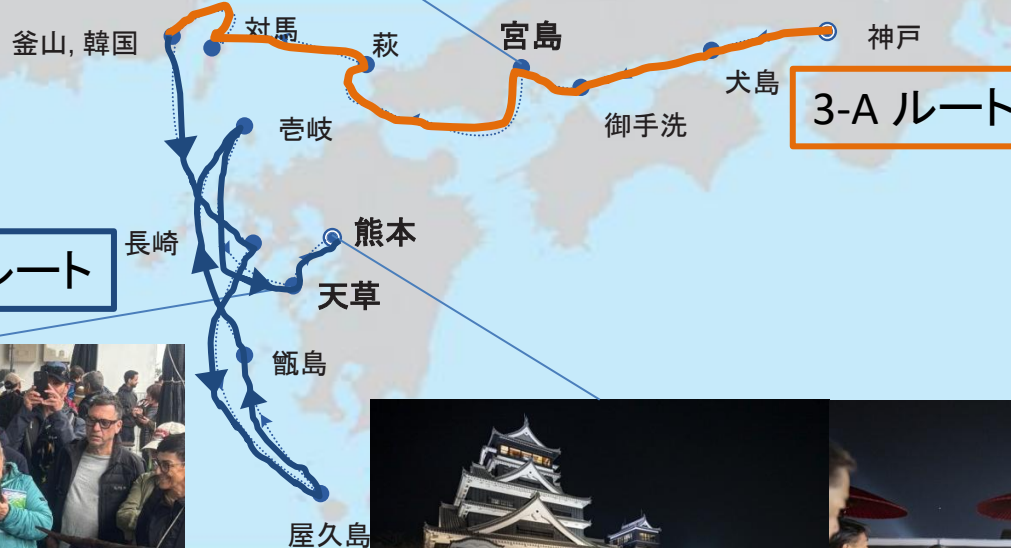 釜山, 韓国
対馬
萩
宮島
神戸
犬島
御手洗
3-A ルート
壱岐
長崎
熊本
ルート
天草
甑島
屋久島